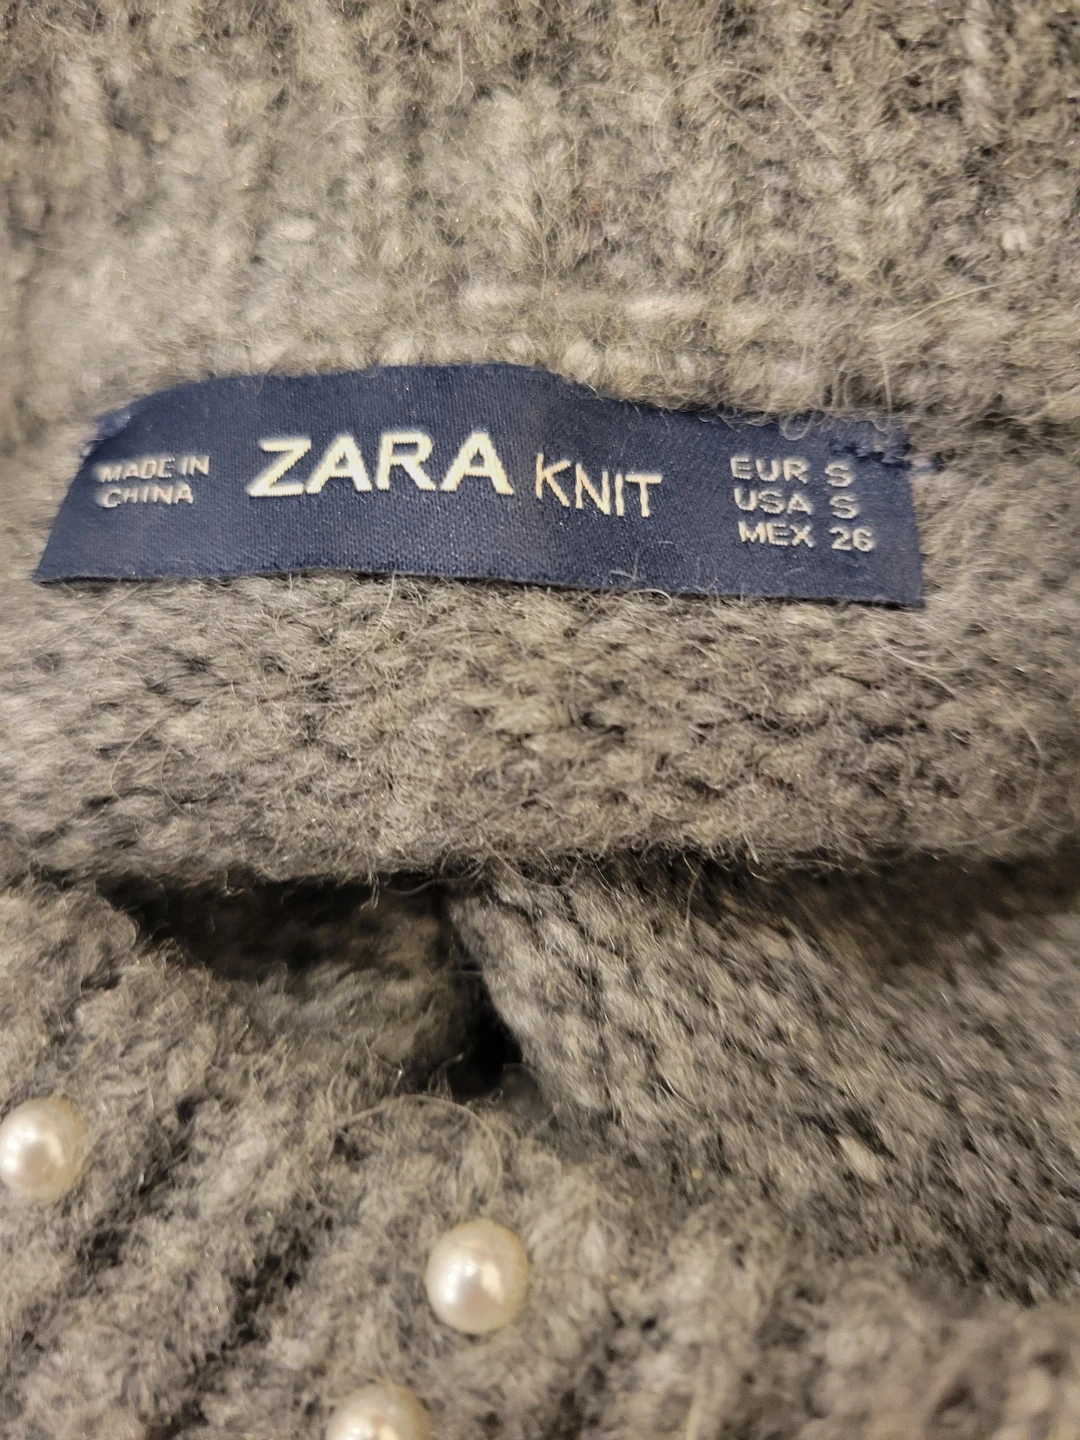 MADE IN
CHINA
ZARA KNIT
EUR S
USA S
MEX 26